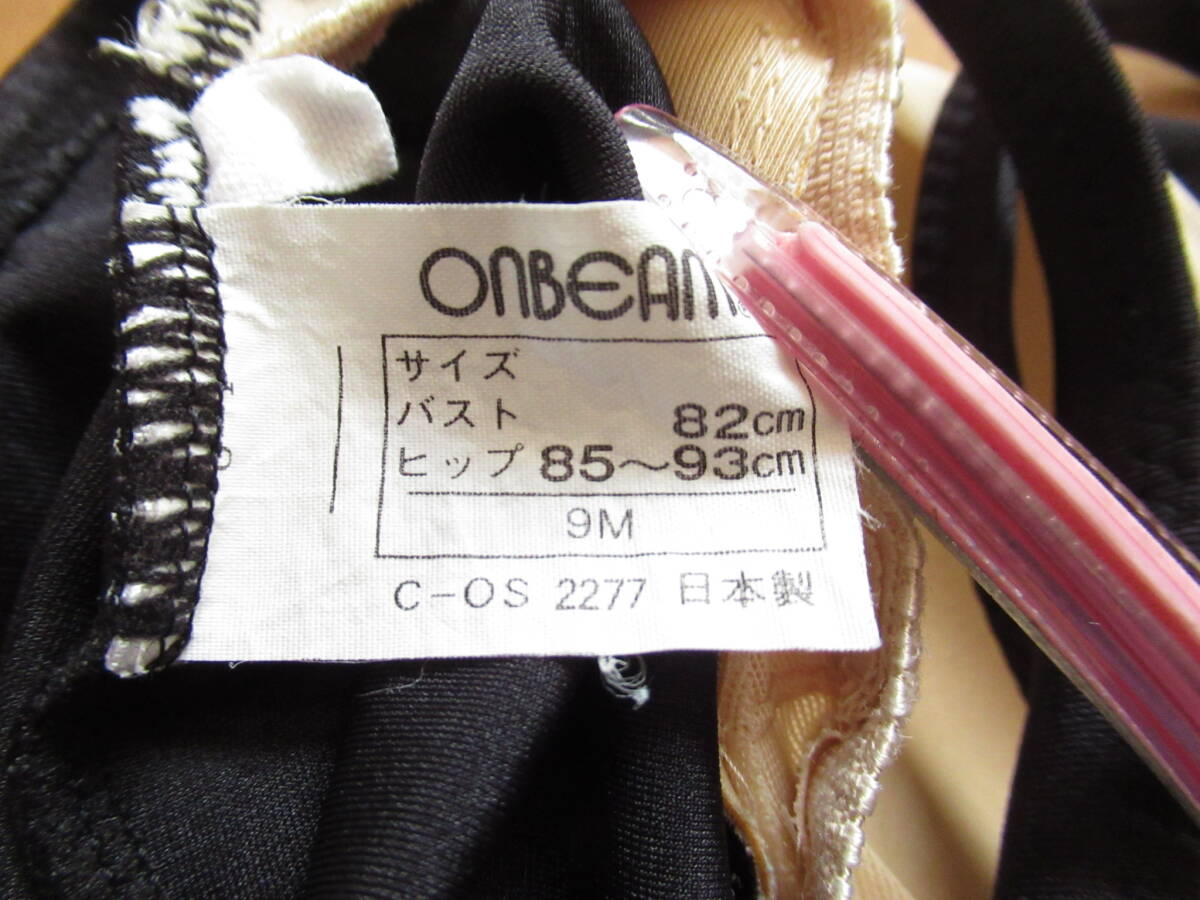 ONBEAM
サイズ
バスト 82cm
ヒップ 85～93cm
9M
C-OS 2277 日本製